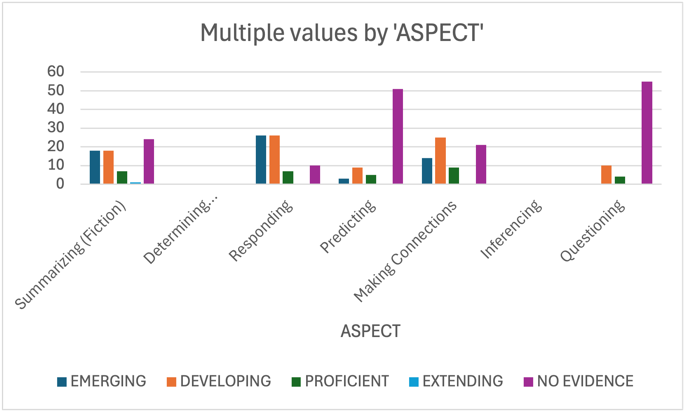 Multiple values by 'ASPECT'
60
50
40
30
20
10
0
Summarizing (Fiction)
Determining...
Responding
Predicting
Making Connections
Inferencing
Questioning
ASPECT
EMERGING DEVELOPING PROFICIENT EXTENDING NO EVIDENCE